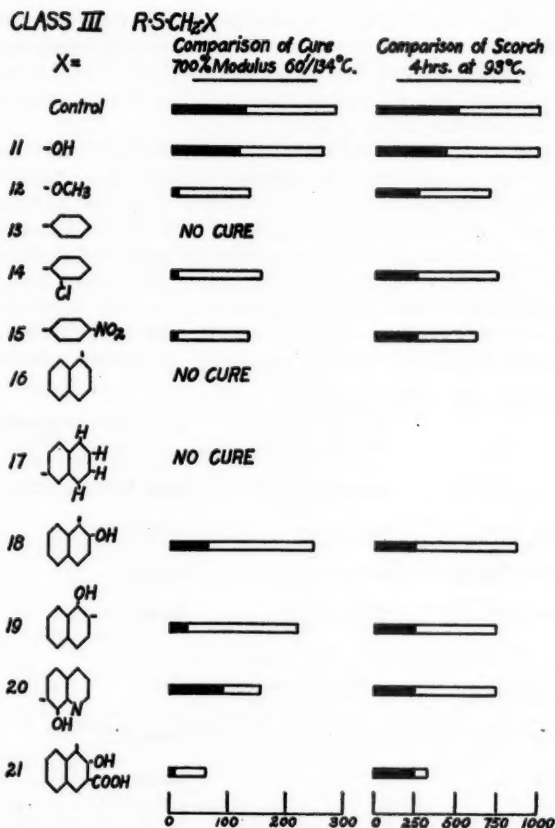 CLASS III R·S·CH₂·X
X=
Comparison of Cure
700% Modulus 60'/134°C.
Comparison of Scorch
4hrs. at 93°C.
Control
11 -OH
12 -OCH₃
13 NO CURE
14 Cl
15 -NO₂
16 NO CURE
17 H H H H NO CURE
18 -OH
19 OH
20 N OH
21 -OH COOH
0 100 200 300 0 250 500 750 1000